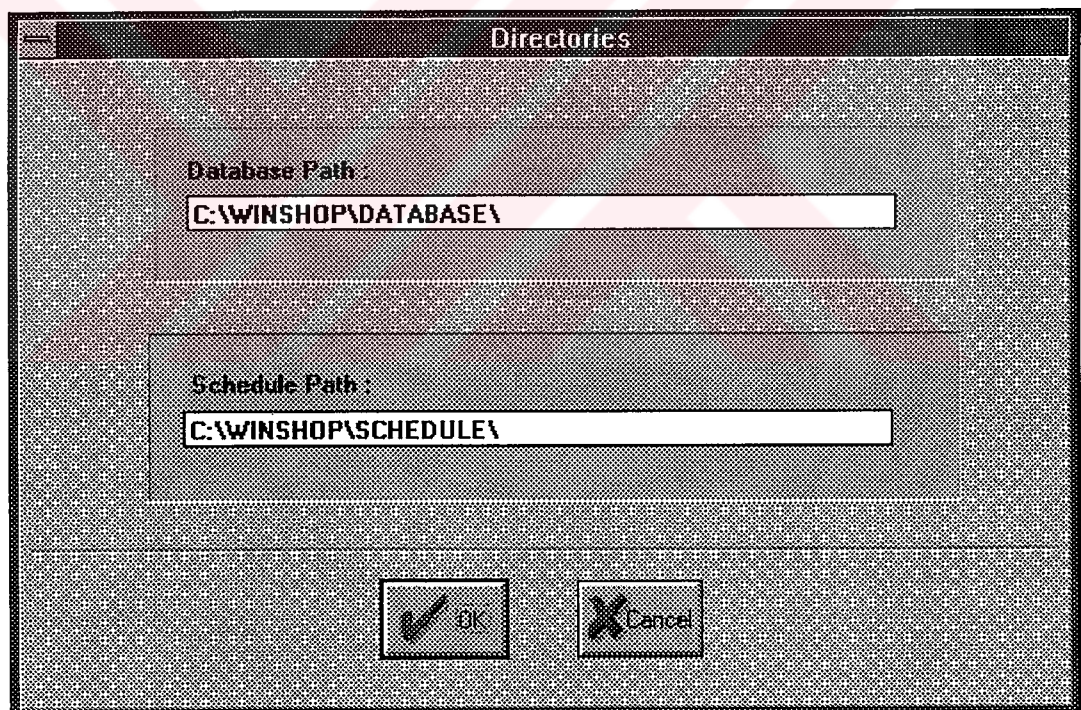 Directories
Database Path :
C:\WINSHOP\DATABASE\
Schedule Path :
C:\WINSHOP\SCHEDULE\
OK
Cancel